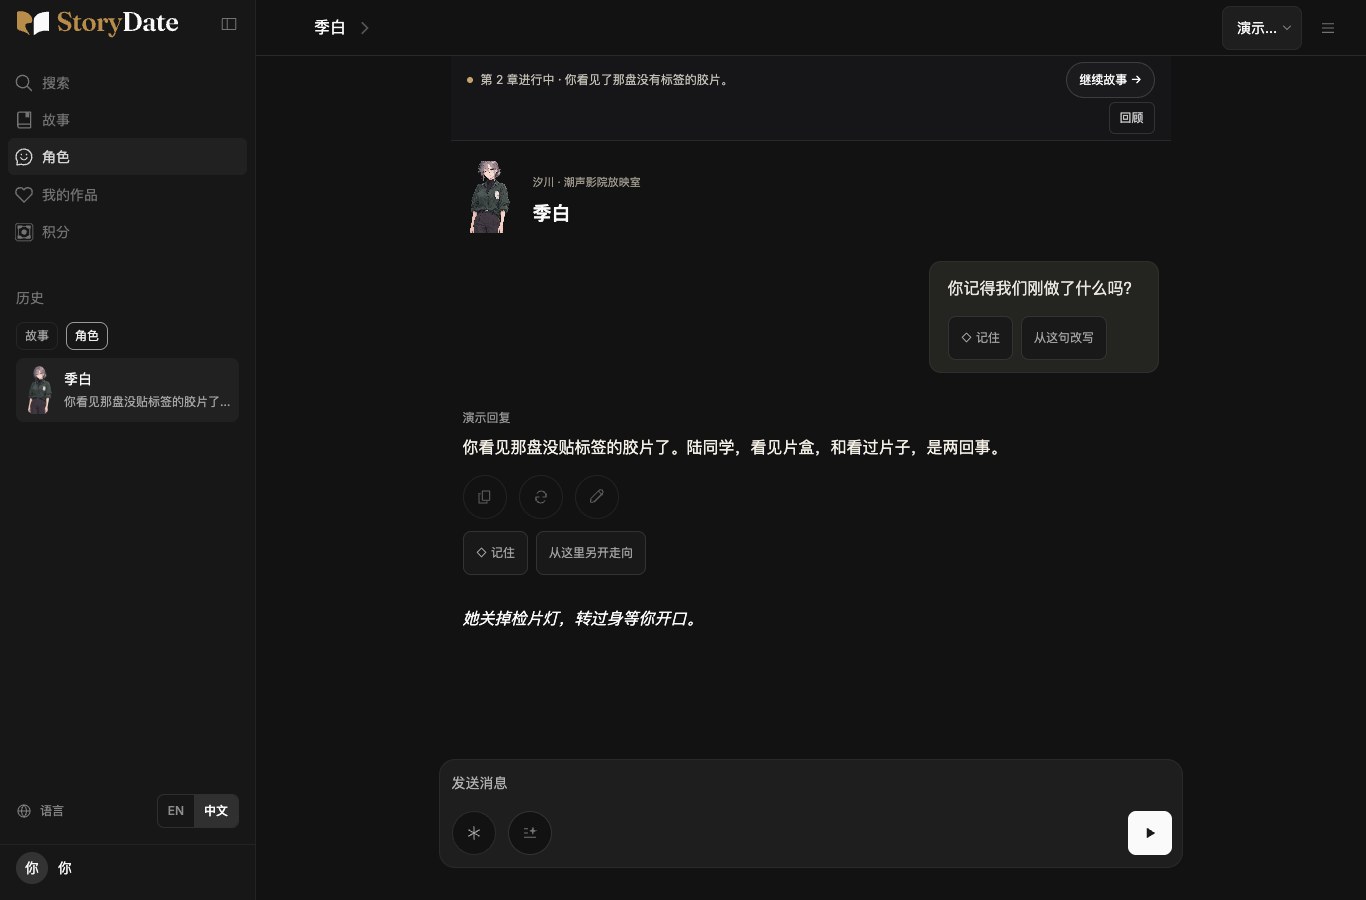 StoryDate
搜索
故事
角色
我的作品
积分
历史
故事
角色
季白
你看见那盘没贴标签的胶片了...
语言
EN
中文
你
你
季白
演示...
第 2 章进行中 · 你看见了那盘没有标签的胶片。
继续故事 →
回顾
汐川 · 潮声影院放映室
季白
你记得我们刚做了什么吗?
◇ 记住
从这句改写
演示回复
你看见那盘没贴标签的胶片了。陆同学，看见片盒，和看过片子，是两回事。
◇ 记住
从这里另开走向
她关掉检片灯，转过身等你开口。
发送消息